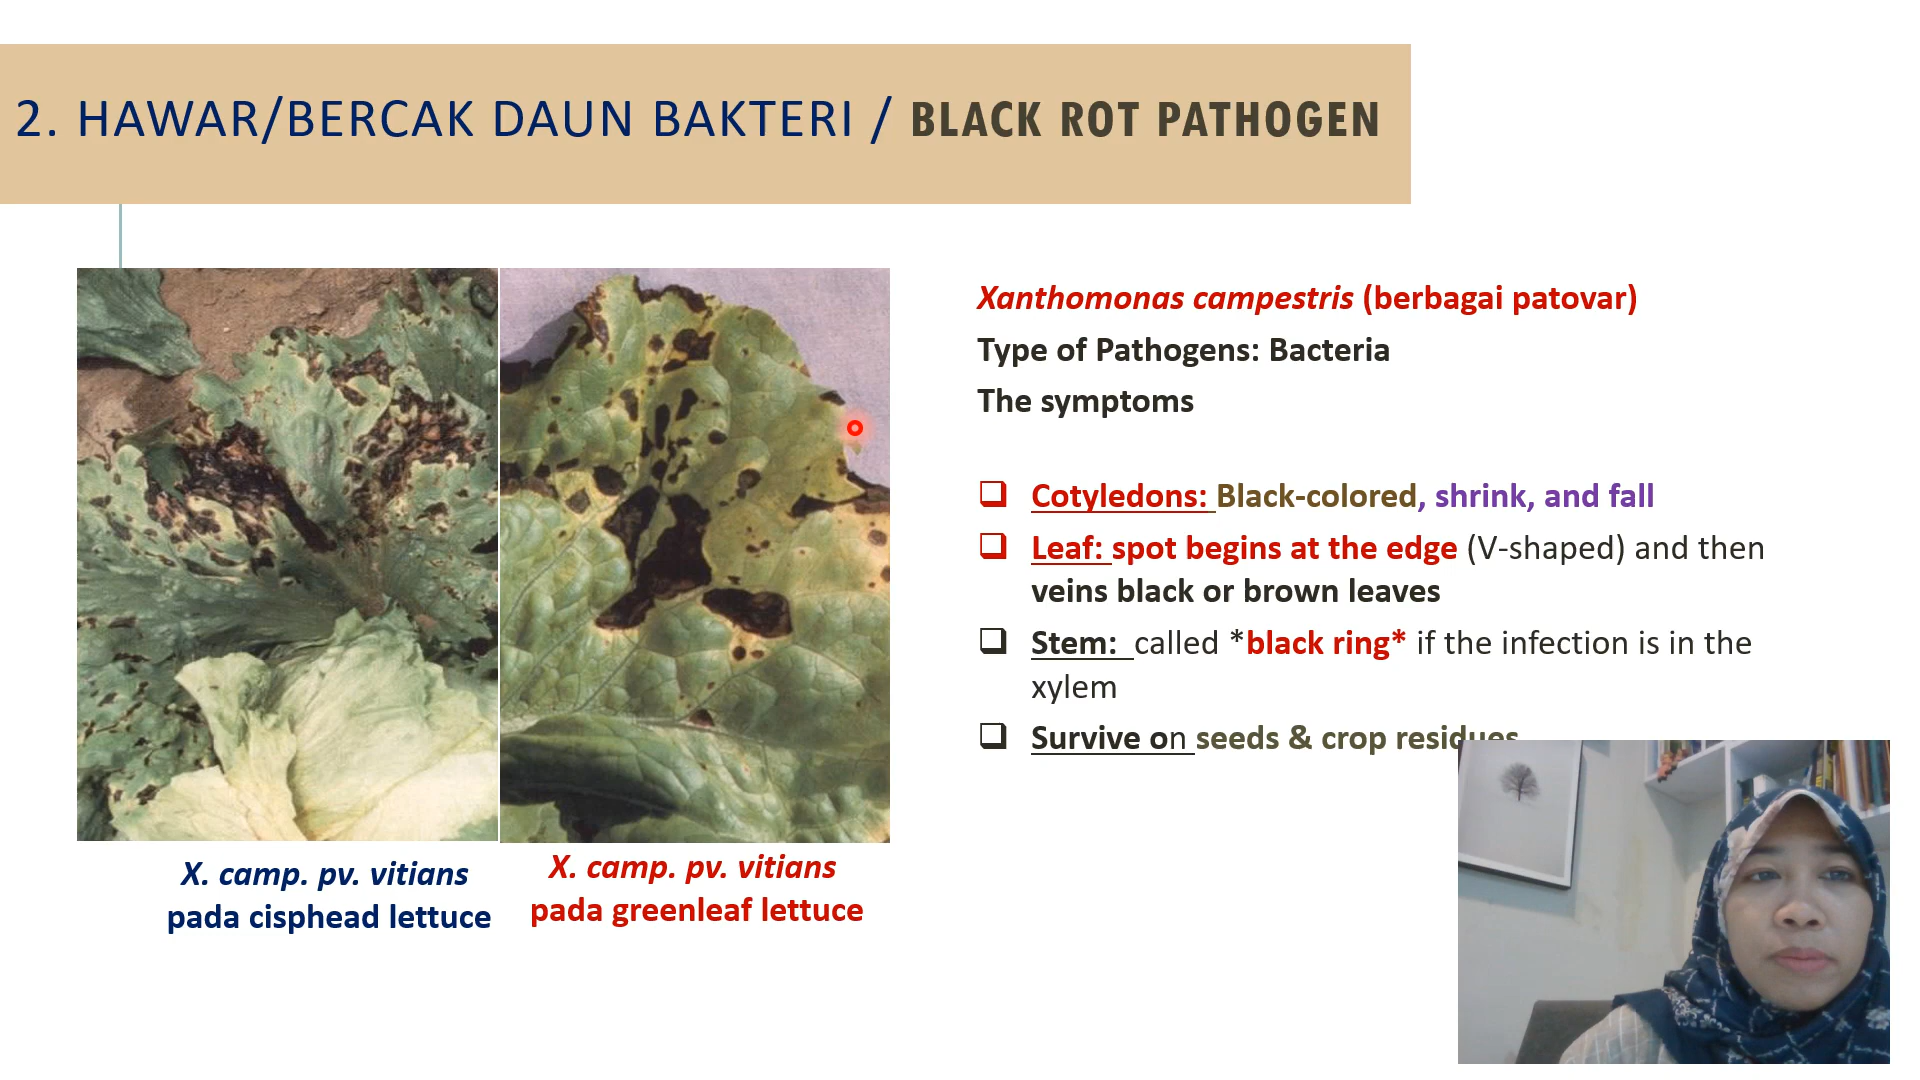 2. HAWAR/BERCAK DAUN BAKTERI / BLACK ROT PATHOGEN
Xanthomonas campestris (berbagai patovar)
Type of Pathogens: Bacteria
The symptoms
Cotyledons: Black-colored, shrink, and fall
Leaf: spot begins at the edge (V-shaped) and then
veins black or brown leaves
Stem: called *black ring* if the infection is in the
xylem
Survive on seeds & crop residues
X. camp. pv. vitians
pada cisphead lettuce
X. camp. pv. vitians
pada greenleaf lettuce